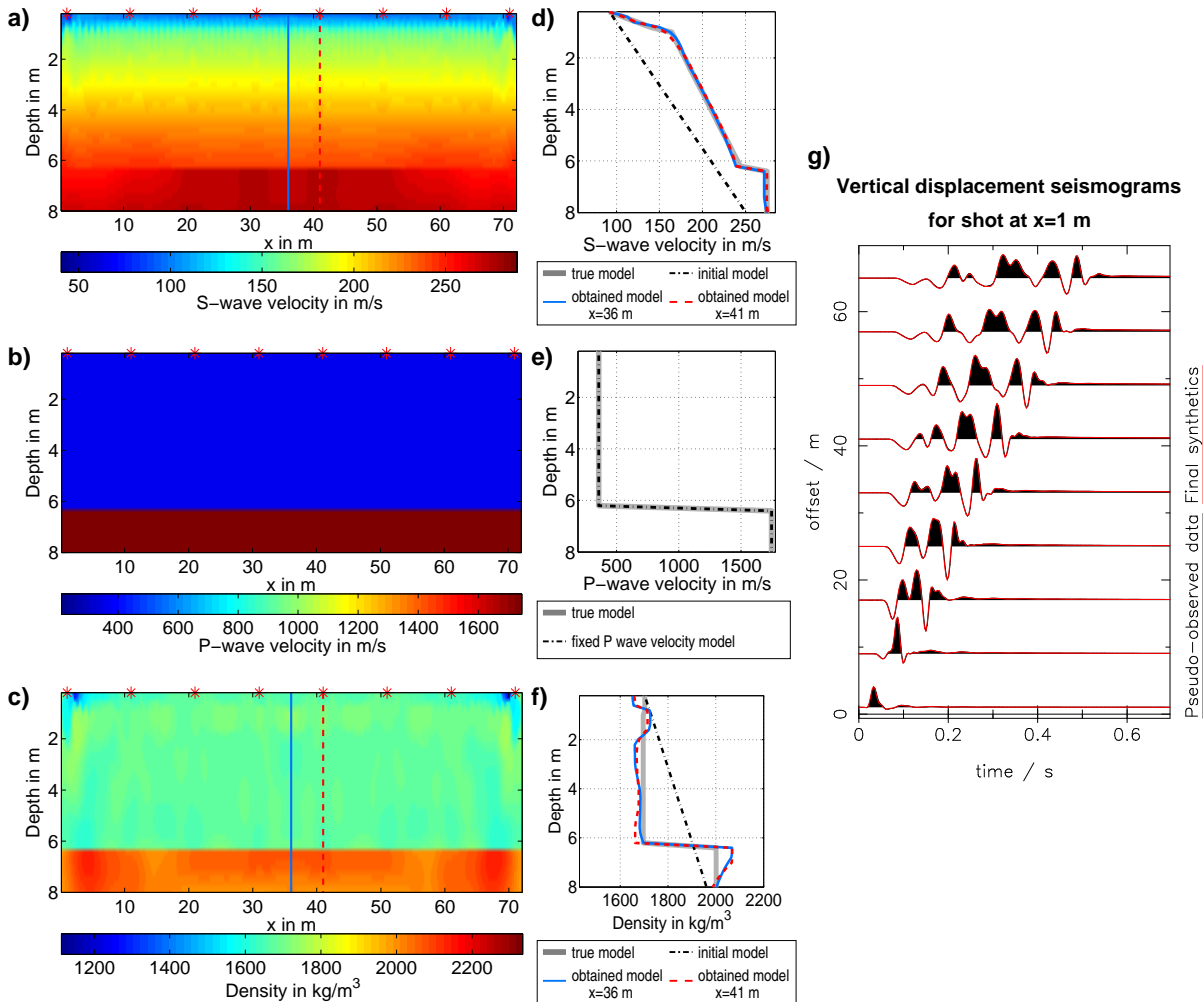 a)
2
4
6
8
Depth in m
10 20 30 40 50 60 70
x in m
50 100 150 200 250
S-wave velocity in m/s
d)
2
4
6
8
Depth in m
100 150 200 250
S-wave velocity in m/s
true model
initial model
obtained model
x=36 m
obtained model
x=41 m
b)
2
4
6
8
Depth in m
10 20 30 40 50 60 70
x in m
400 600 800 1000 1200 1400 1600
P-wave velocity in m/s
e)
2
4
6
8
Depth in m
500 1000 1500
P-wave velocity in m/s
true model
fixed P wave velocity model
c)
2
4
6
8
Depth in m
10 20 30 40 50 60 70
x in m
1200 1400 1600 1800 2000 2200
Density in kg/m³
f)
2
4
6
8
Depth in m
1600 1800 2000 2200
Density in kg/m³
true model
initial model
obtained model
x=36 m
obtained model
x=41 m
g)
Vertical displacement seismograms
for shot at x=1 m
60
40
20
0
offset / m
0 0.2 0.4 0.6
time / s
Pseudo-observed data Final synthetics